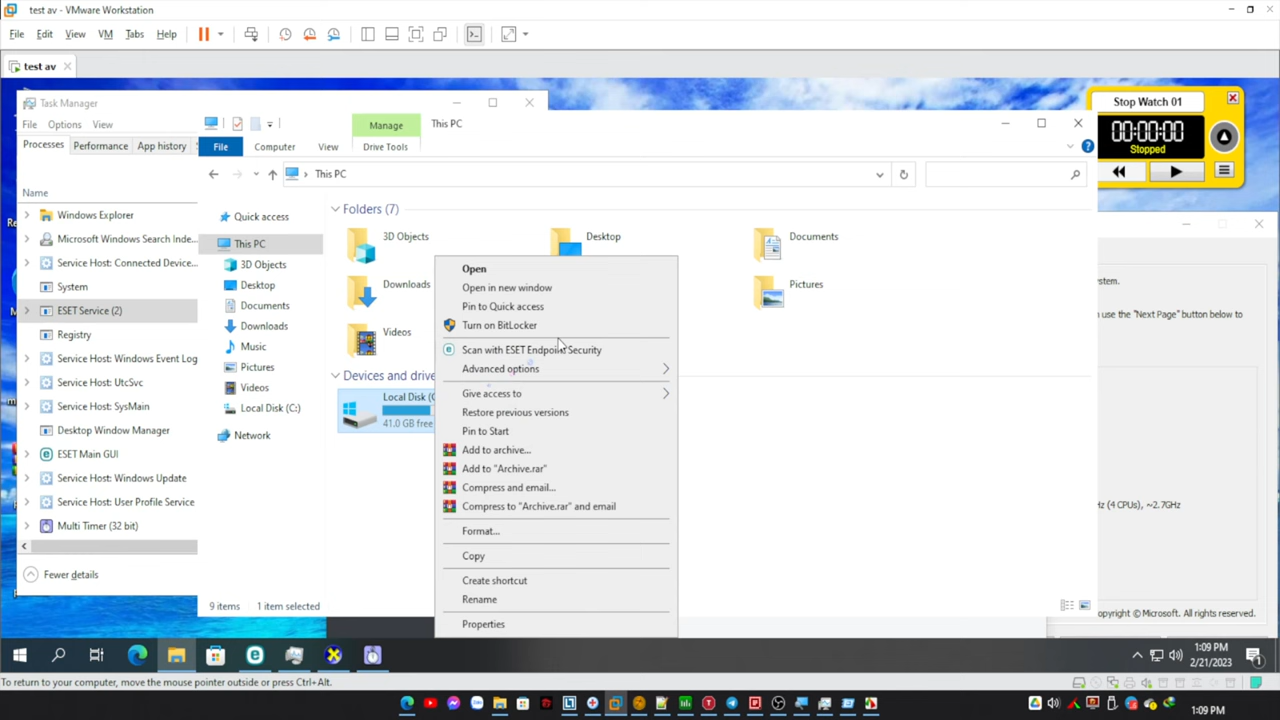 test av - VMware Workstation
File Edit View VM Tabs Help
test av
Task Manager
File Options View
Processes Performance App history
Name
Windows Explorer
Microsoft Windows Search Inde...
Service Host: Connected Device...
System
ESET Service (2)
Registry
Service Host: Windows Event Log
Service Host: UtcSvc
Service Host: SysMain
Desktop Window Manager
ESET Main GUI
Service Host: Windows Update
Service Host: User Profile Service
Multi Timer (32 bit)
Fewer details
Manage
This PC
File Computer View Drive Tools
This PC
Quick access
This PC
3D Objects
Desktop
Documents
Downloads
Music
Pictures
Videos
Local Disk (C:)
Network
Folders (7)
3D Objects
Desktop
Documents
Downloads
Pictures
Videos
Devices and drive
Local Disk (
41.0 GB free
Open
Open in new window
Pin to Quick access
Turn on BitLocker
Scan with ESET Endpoint Security
Advanced options
Give access to
Restore previous versions
Pin to Start
Add to archive...
Add to "Archive.rar"
Compress and email...
Compress to "Archive.rar" and email
Format...
Copy
Create shortcut
Rename
Properties
9 items 1 item selected
Stop Watch 01
00:00:00
Stopped
ystem.
n use the "Next Page" button below to
Hz (4 CPUs), ~2.7GHz
opyright © Microsoft. All rights reserved.
1:09 PM
2/21/2023
To return to your computer, move the mouse pointer outside or press Ctrl+Alt.
1:09 PM